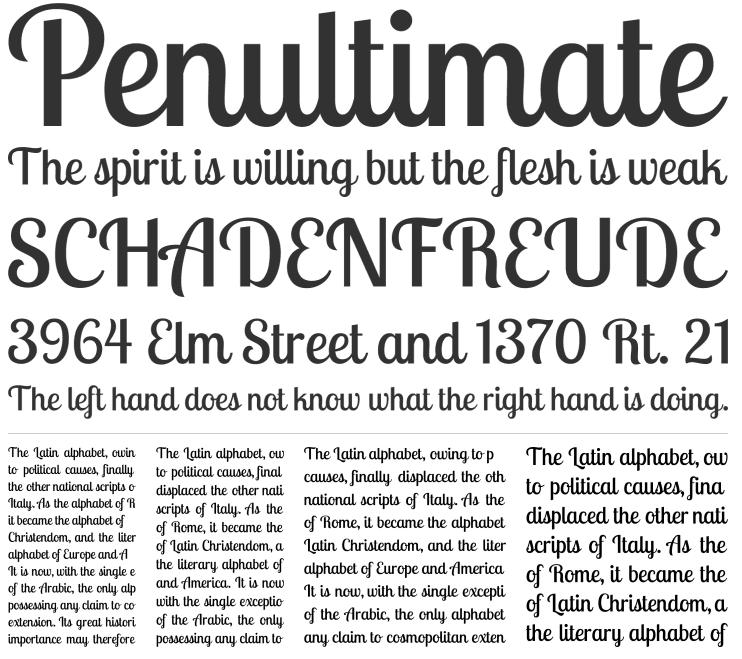 Penultimate
The spirit is willing but the flesh is weak
SCHADENFREUDE
3964 Elm Street and 1370 Rt. 21
The left hand does not know what the right hand is doing.
The Latin alphabet, owin
to political causes, finally
the other national scripts o
Italy. As the alphabet of R
it became the alphabet of
Christendom, and the liter
alphabet of Europe and A
It is now, with the single e
of the Arabic, the only alp
possessing any claim to co
extension. Its great histori
importance may therefore
The Latin alphabet, ow
to political causes, final
displaced the other nati
scripts of Italy. As the
of Rome, it became the
of Latin Christendom, a
the literary alphabet of
and America. It is now
with the single exceptio
of the Arabic, the only
possessing any claim to
The Latin alphabet, owing to p
causes, finally displaced the oth
national scripts of Italy. As the
of Rome, it became the alphabet
Latin Christendom, and the liter
alphabet of Europe and America
It is now, with the single excepti
of the Arabic, the only alphabet
any claim to cosmopolitan exten
The Latin alphabet, ow
to political causes, fina
displaced the other nati
scripts of Italy. As the
of Rome, it became the
of Latin Christendom, a
the literary alphabet of